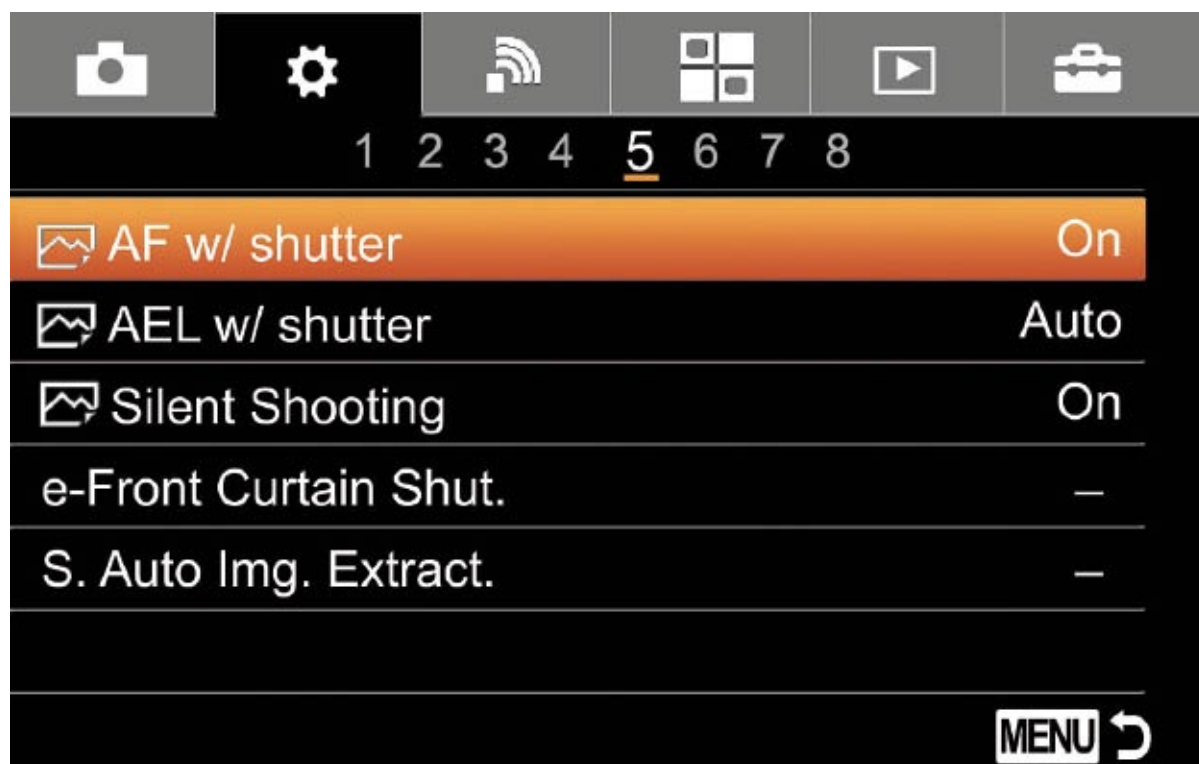 1 2 3 4 5 6 7 8
AF w/ shutter On
AEL w/ shutter Auto
Silent Shooting On
e-Front Curtain Shut. –
S. Auto Img. Extract. –
MENU